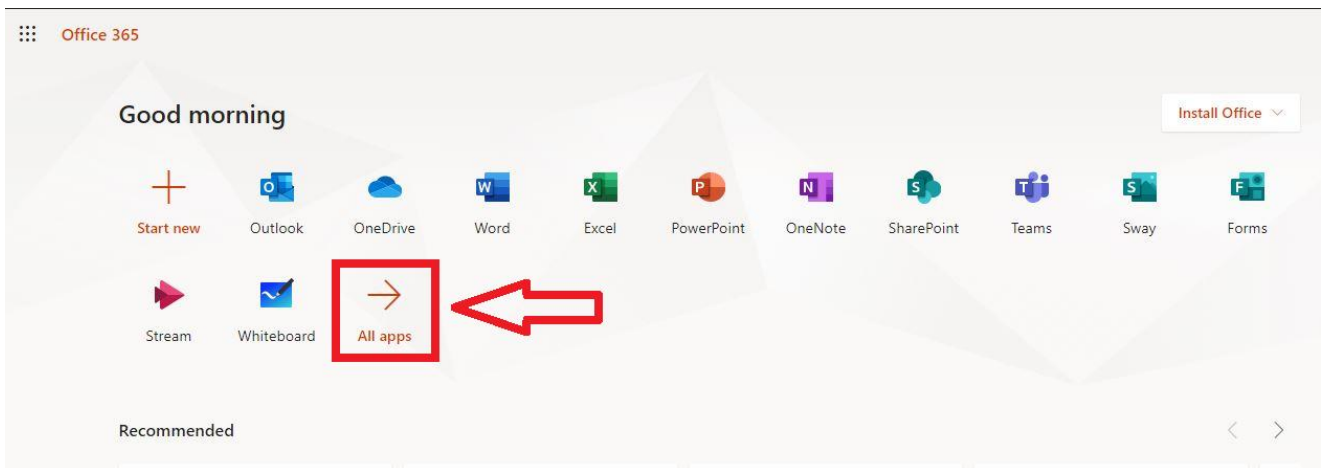 Office 365
Good morning
Install Office
Start new Outlook OneDrive Word Excel PowerPoint OneNote SharePoint Teams Sway Forms
Stream Whiteboard All apps
Recommended